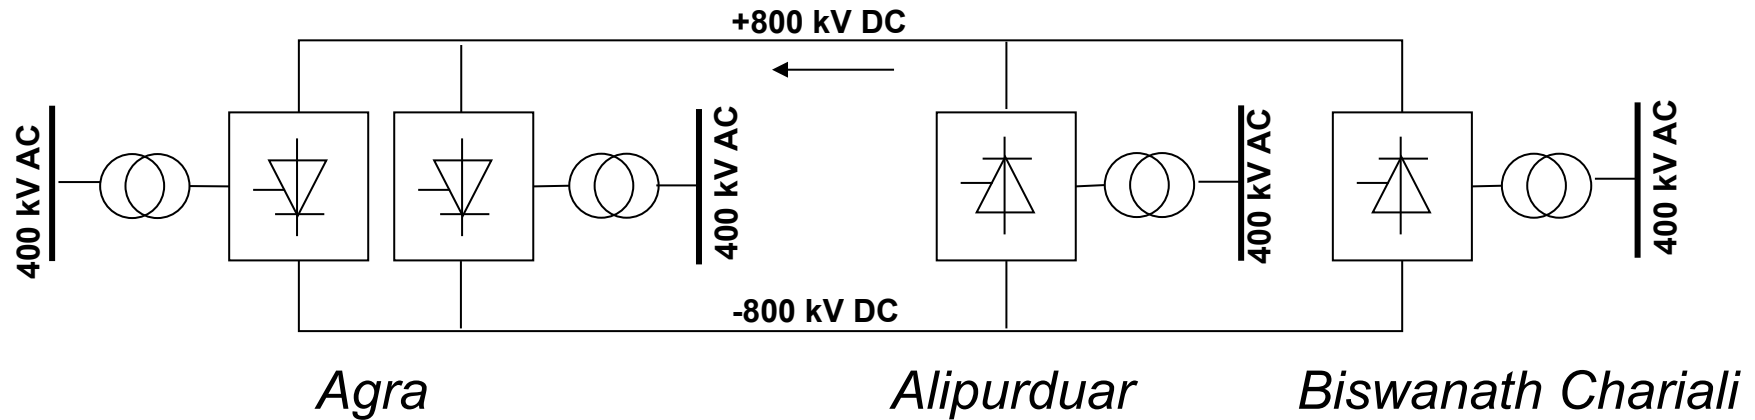 +800 kV DC
400 kV AC
400 kV AC
400 kV AC
400 kV AC
-800 kV DC
Agra
Alipurduar
Biswanath Chariali